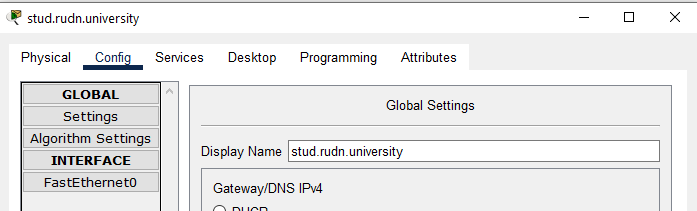 stud.rudn.university
Physical Config Services Desktop Programming Attributes
GLOBAL
Settings
Algorithm Settings
INTERFACE
FastEthernet0
Global Settings
Display Name stud.rudn.university
Gateway/DNS IPv4
DHCP